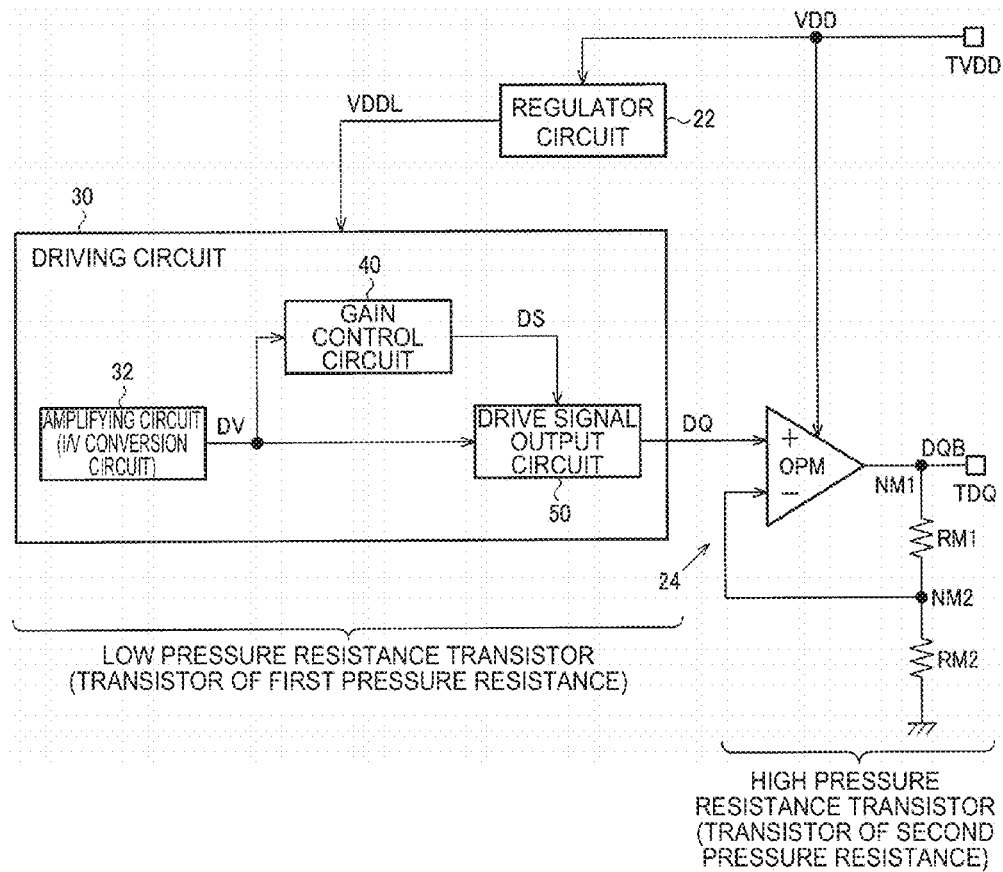 VDD
TVDD
VDDL
REGULATOR
CIRCUIT
22
30
DRIVING CIRCUIT
40
GAIN
CONTROL
CIRCUIT
DS
32
AMPLIFYING CIRCUIT
(I/V CONVERSION
CIRCUIT)
DV
DRIVE SIGNAL
OUTPUT
CIRCUIT
50
DQ
+
OPM
−
NM1
DQB
TDQ
RM1
24
NM2
RM2
LOW PRESSURE RESISTANCE TRANSISTOR
(TRANSISTOR OF FIRST PRESSURE RESISTANCE)
HIGH PRESSURE
RESISTANCE TRANSISTOR
(TRANSISTOR OF SECOND
PRESSURE RESISTANCE)